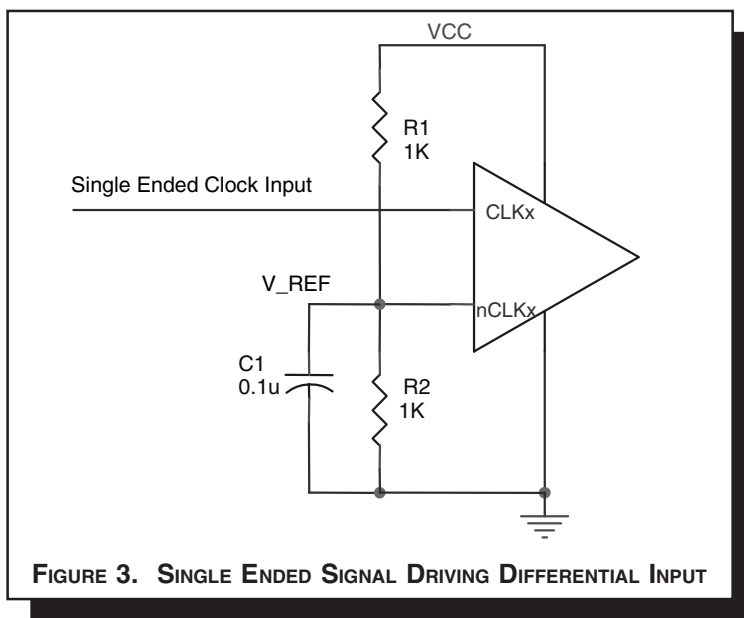 VCC
R1
1K
Single Ended Clock Input
CLKx
V_REF
nCLKx
C1
0.1u
R2
1K
FIGURE 3. SINGLE ENDED SIGNAL DRIVING DIFFERENTIAL INPUT